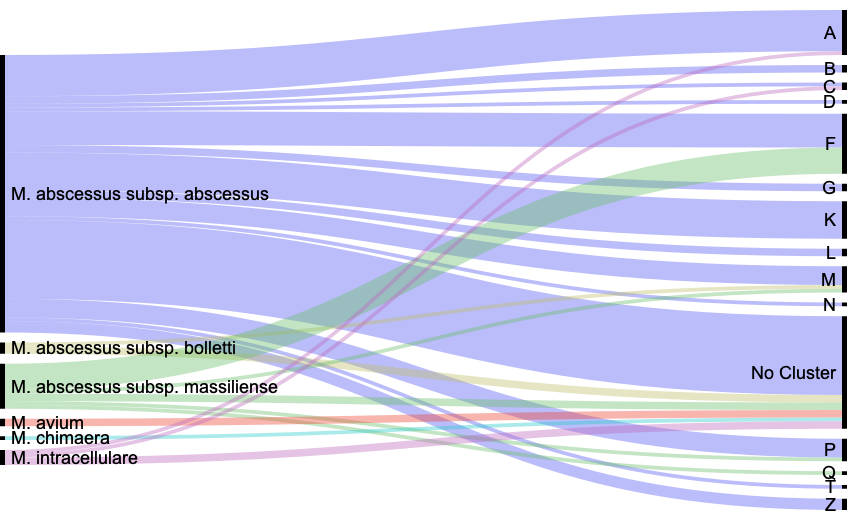 M. abscessus subsp. abscessus
M. abscessus subsp. bolletti
M. abscessus subsp. massiliense
M. avium
M. chimaera
M. intracellulare
A
B
C
D
F
G
K
L
M
N
No Cluster
P
Q
T
Z